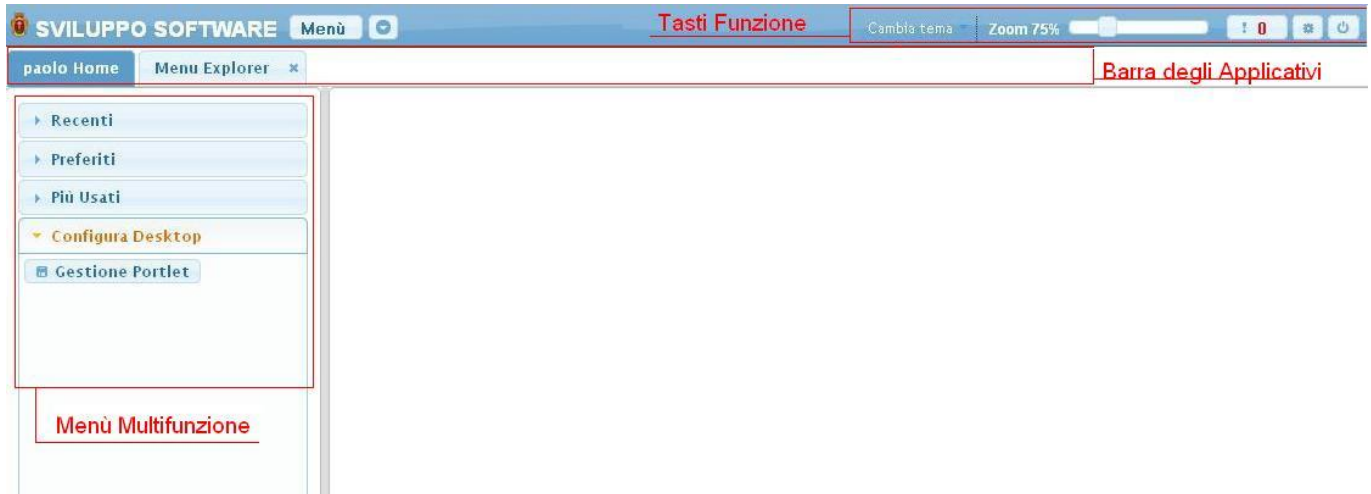 SVILUPPO SOFTWARE Menù Tasti Funzione Cambia tema Zoom 75% ! 0
paolo Home Menu Explorer × Barra degli Applicativi
Recenti
Preferiti
Più Usati
Configura Desktop
Gestione Portlet
Menù Multifunzione